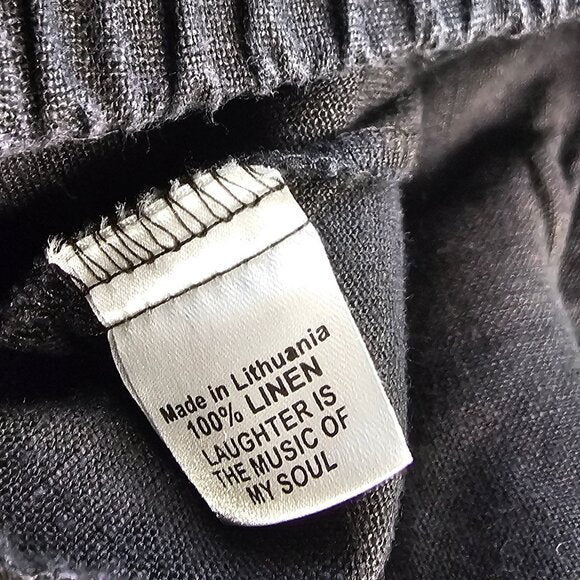 Made in Lithuania
100% LINEN
LAUGHTER IS
THE MUSIC OF
MY SOUL